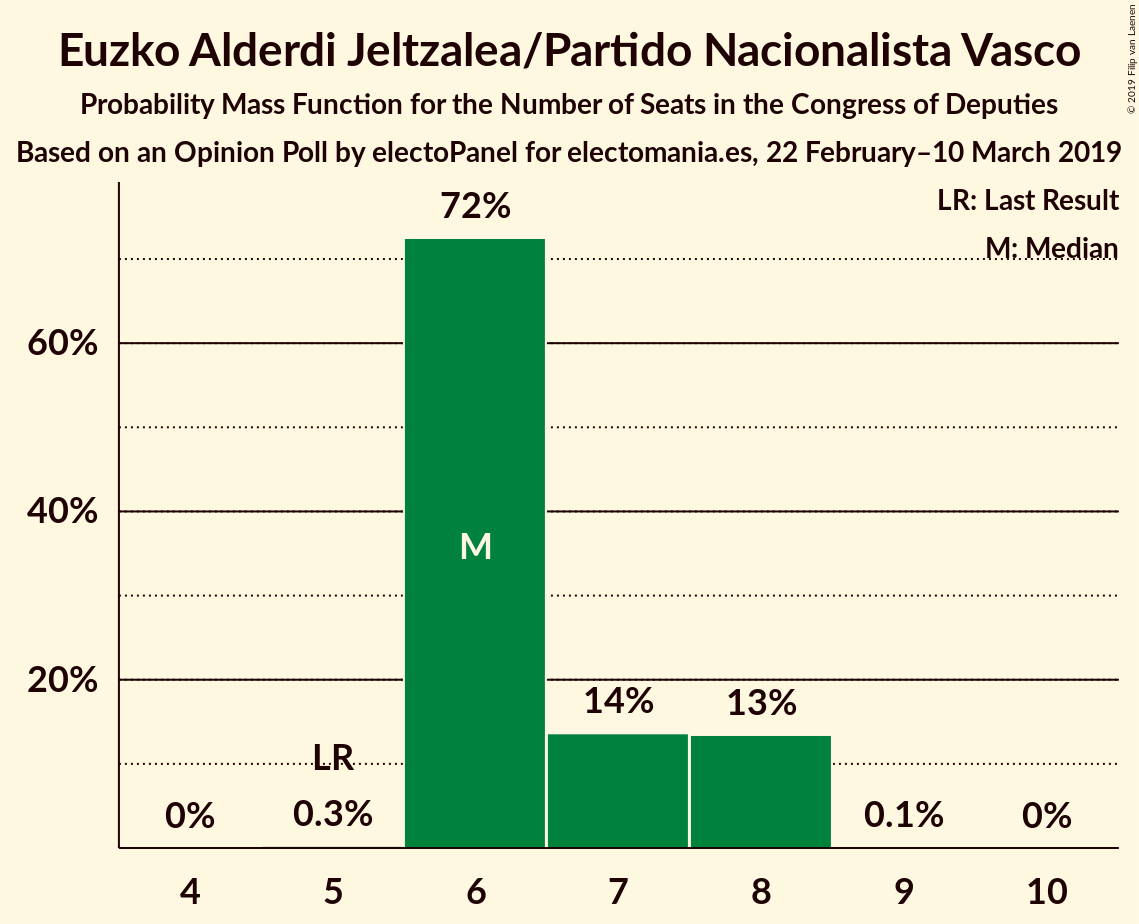 Euzko Alderdi Jeltzalea/Partido Nacionalista Vasco
Probability Mass Function for the Number of Seats in the Congress of Deputies
Based on an Opinion Poll by electoPanel for electomania.es, 22 February–10 March 2019
© 2019 Filip van Laenen
LR: Last Result
M: Median
72%
60%
40%
M
20%
14%
13%
LR
0%
0.3%
0.1%
0%
4
5
6
7
8
9
10